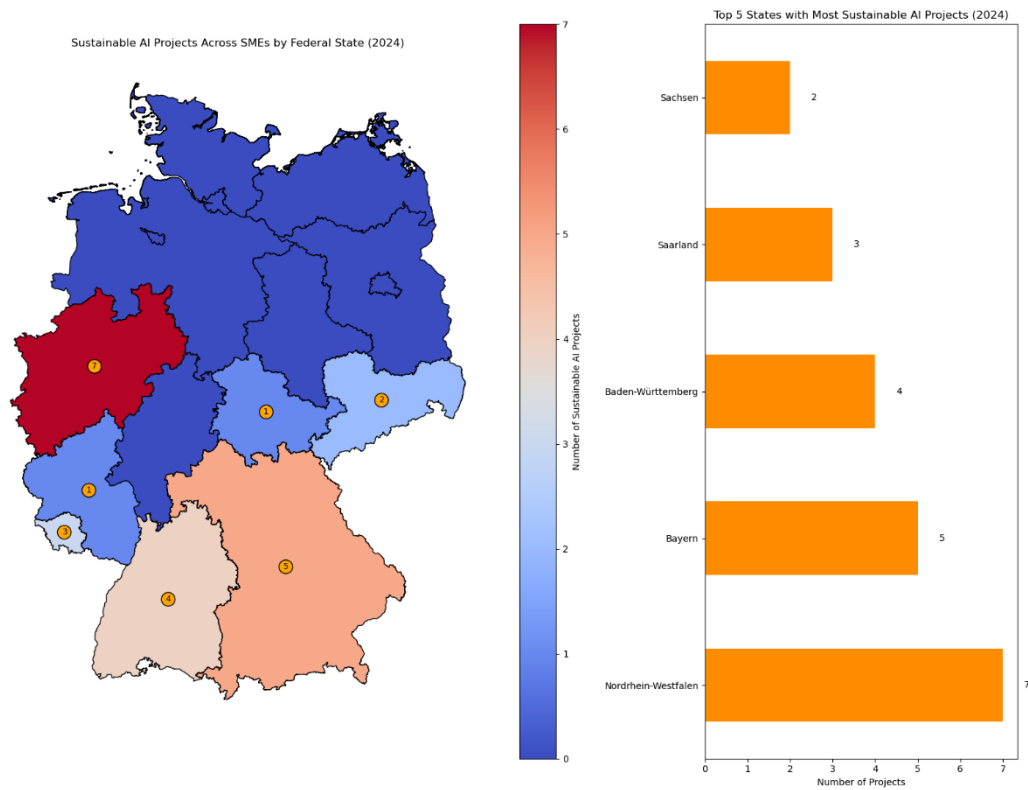 Sustainable AI Projects Across SMEs by Federal State (2024)
7
1
2
1
3
5
4
7
6
5
4
3
2
1
0
Number of Sustainable AI Projects
Top 5 States with Most Sustainable AI Projects (2024)
Sachsen
2
Saarland
3
Baden-Württemberg
4
Bayern
5
Nordrhein-Westfalen
7
0 1 2 3 4 5 6 7
Number of Projects